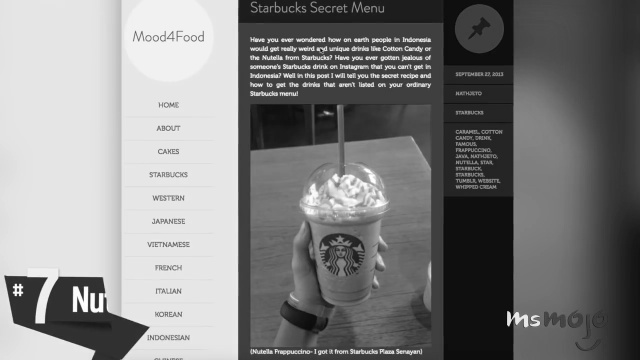 Mood4Food
HOME
ABOUT
CAKES
STARBUCKS
WESTERN
JAPANESE
VIETNAMESE
FRENCH
ITALIAN
KOREAN
INDONESIAN
CHINESE
Starbucks Secret Menu
Have you ever wondered how on earth people in Indonesia
would get really weird and unique drinks like Cotton Candy or
the Nutella from Starbucks? Have you ever gotten jealous of
someone's Starbucks drink on Instagram that you can't get in
Indonesia? Well in this post I will tell you the secret recipe and
how to get the drinks that aren't listed on your ordinary
Starbucks menu!
(Nutella Frappuccino- I got it from Starbucks Plaza Senayan)
SEPTEMBER 27, 2013
NATHJETO
STARBUCKS
CARAMEL, COTTON
CANDY, DRINK,
FAMOUS,
FRAPPUCCINO,
JAVA, NATHJETO,
NUTELLA, STAR,
STARBUCK,
STARBUCKS,
TUMBLR, WEBSITE,
WHIPPED CREAM
#7 Nut
msmojo